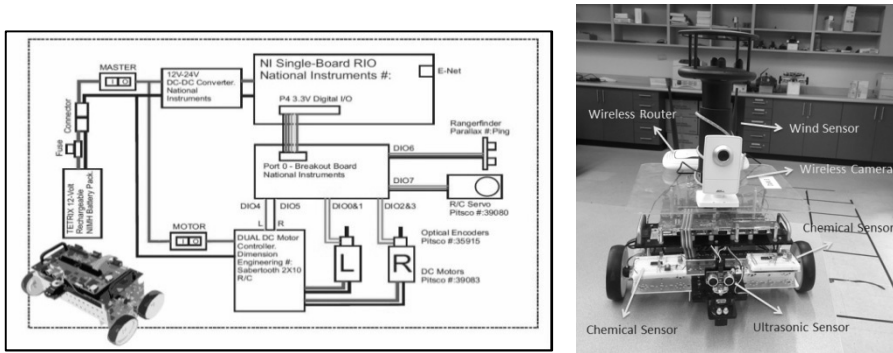 MASTER
12V-24V
DC-DC Converter.
National
Instruments
NI Single-Board RIO
National Instruments #:
E-Net
P4 3.3V Digital I/O
Connector
Fuse
TETRIX 12-Volt
Rechargeable
NiMH Battery Pack.
Port 0 - Breakout Board
National Instruments
DIO6
Rangerfinder
Parallax #:Ping
DIO7
R/C Servo
Pitsco #:39080
DIO4
DIO5
DIO0&1
DIO2&3
L
R
MOTOR
DUAL DC Motor
Controller.
Dimension
Engineering #:
Sabertooth 2X10
R/C
Optical Encoders
Pitsco #:35915
L
R
DC Motors
Pitsco #:39083
Wireless Router
Wind Sensor
Wireless Camera
Chemical Sensor
Chemical Sensor
Ultrasonic Sensor